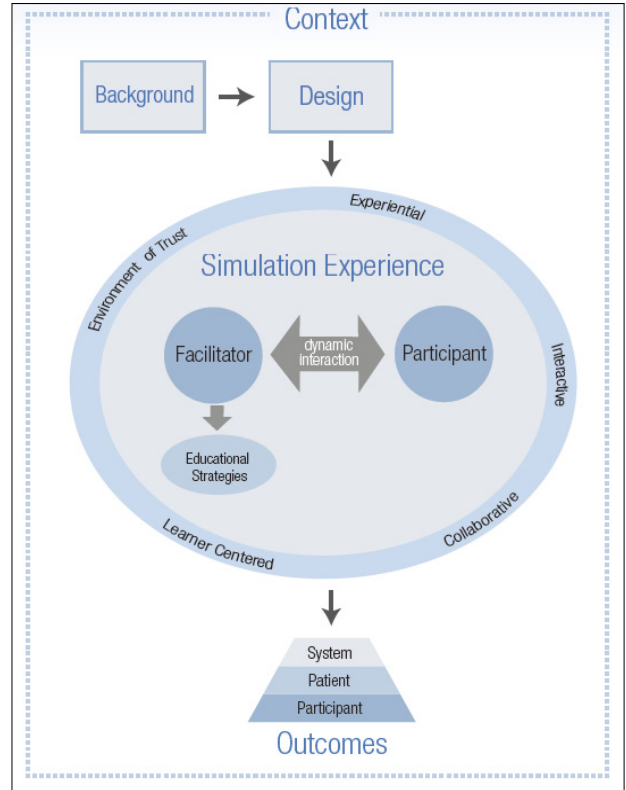 Context
Background
Design
Experiential
Environment of Trust
Simulation Experience
Facilitator
dynamic
interaction
Participant
Interactive
Educational
Strategies
Learner Centered
Collaborative
System
Patient
Participant
Outcomes